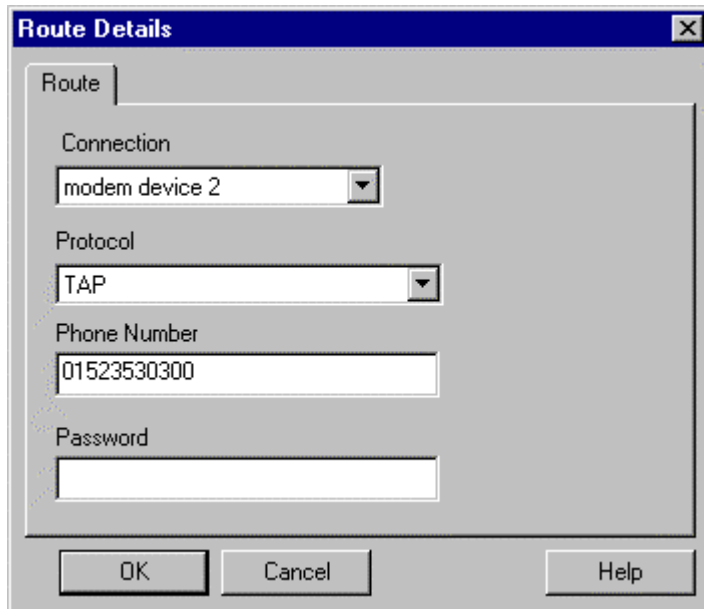 Route Details
Route
Connection
modem device 2
Protocol
TAP
Phone Number
01523530300
Password
OK Cancel Help